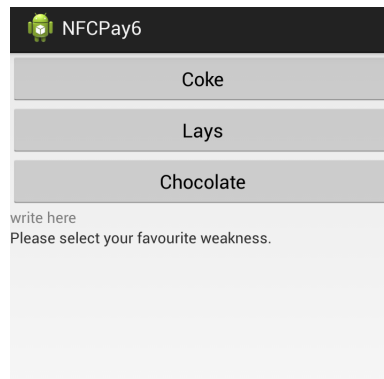 NFCPay6
Coke
Lays
Chocolate
write here
Please select your favourite weakness.